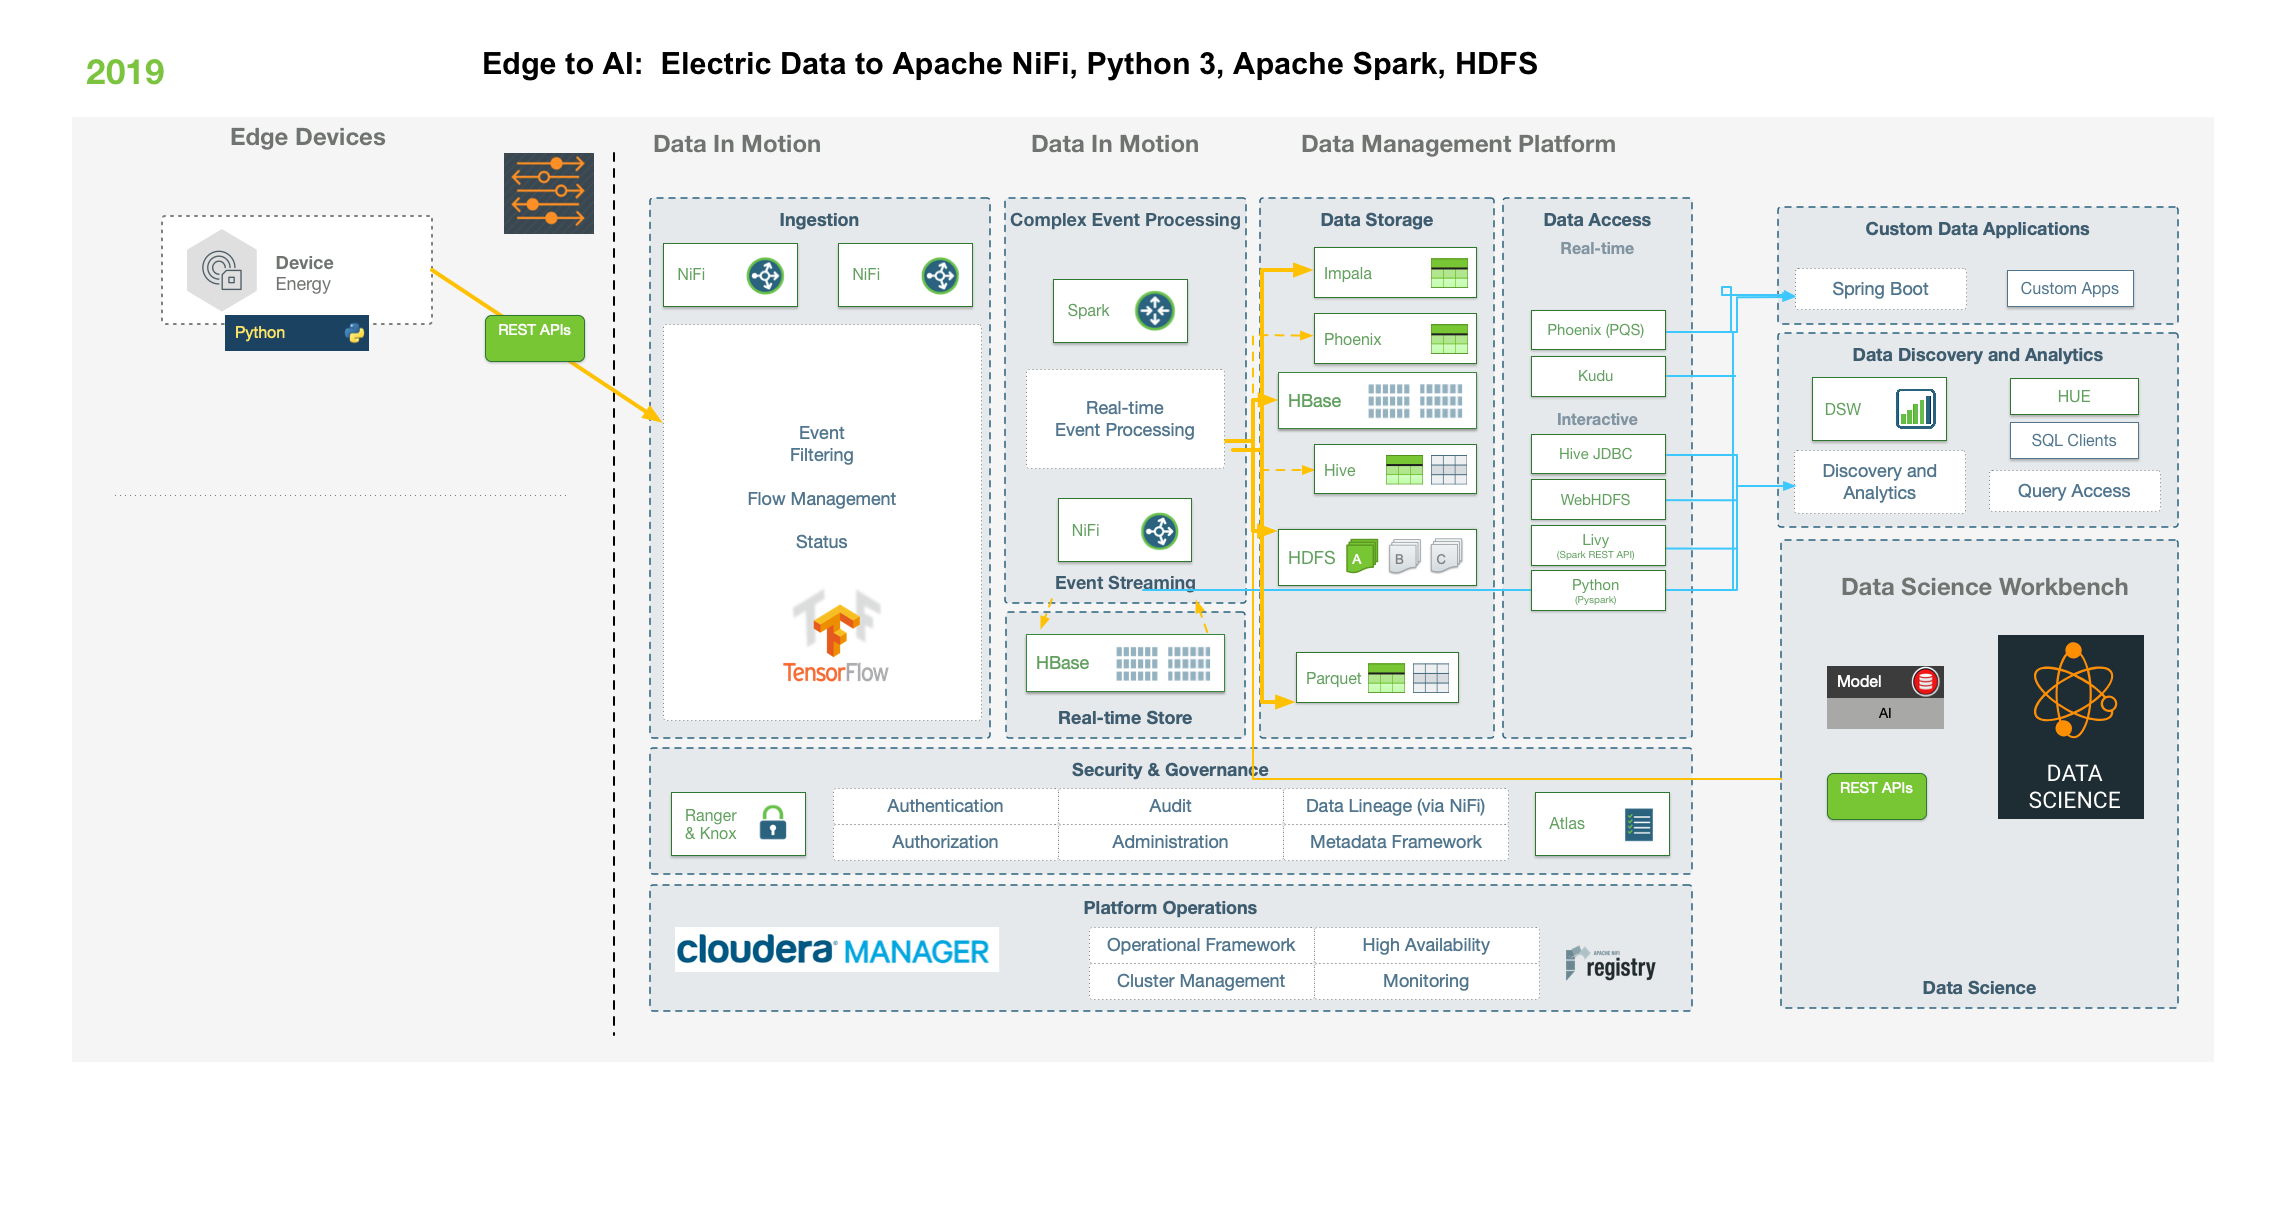 2019
Edge to AI:  Electric Data to Apache NiFi, Python 3, Apache Spark, HDFS
Edge Devices
Device
Energy
Python
REST APIs
Data In Motion
Ingestion
NiFi
NiFi
Event
Filtering
Flow Management
Status
TensorFlow
Data In Motion
Complex Event Processing
Spark
Real-time
Event Processing
NiFi
Event Streaming
HBase
Real-time Store
Data Management Platform
Data Storage
Impala
Phoenix
HBase
Hive
HDFS
A
B
C
Parquet
Data Access
Real-time
Phoenix (PQS)
Kudu
Interactive
Hive JDBC
WebHDFS
Livy
(Spark REST API)
Python
(Pyspark)
Custom Data Applications
Spring Boot
Custom Apps
Data Discovery and Analytics
DSW
HUE
SQL Clients
Discovery and
Analytics
Query Access
Data Science Workbench
Model
AI
REST APIs
DATA
SCIENCE
Data Science
Security & Governance
Ranger
& Knox
Authentication
Audit
Data Lineage (via NiFi)
Authorization
Administration
Metadata Framework
Atlas
Platform Operations
cloudera MANAGER
Operational Framework
High Availability
Cluster Management
Monitoring
APACHE NIFI
registry